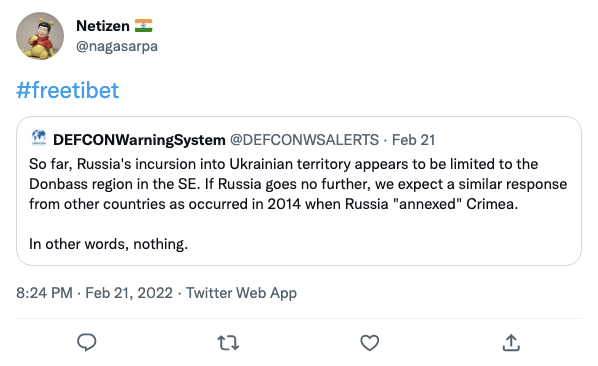 Netizen 🇮🇳
@nagasarpa
#freetibet
DEFCONWarningSystem @DEFCONWSALERTS · Feb 21
So far, Russia's incursion into Ukrainian territory appears to be limited to the
Donbass region in the SE. If Russia goes no further, we expect a similar response
from other countries as occurred in 2014 when Russia "annexed" Crimea.
In other words, nothing.
8:24 PM · Feb 21, 2022 · Twitter Web App